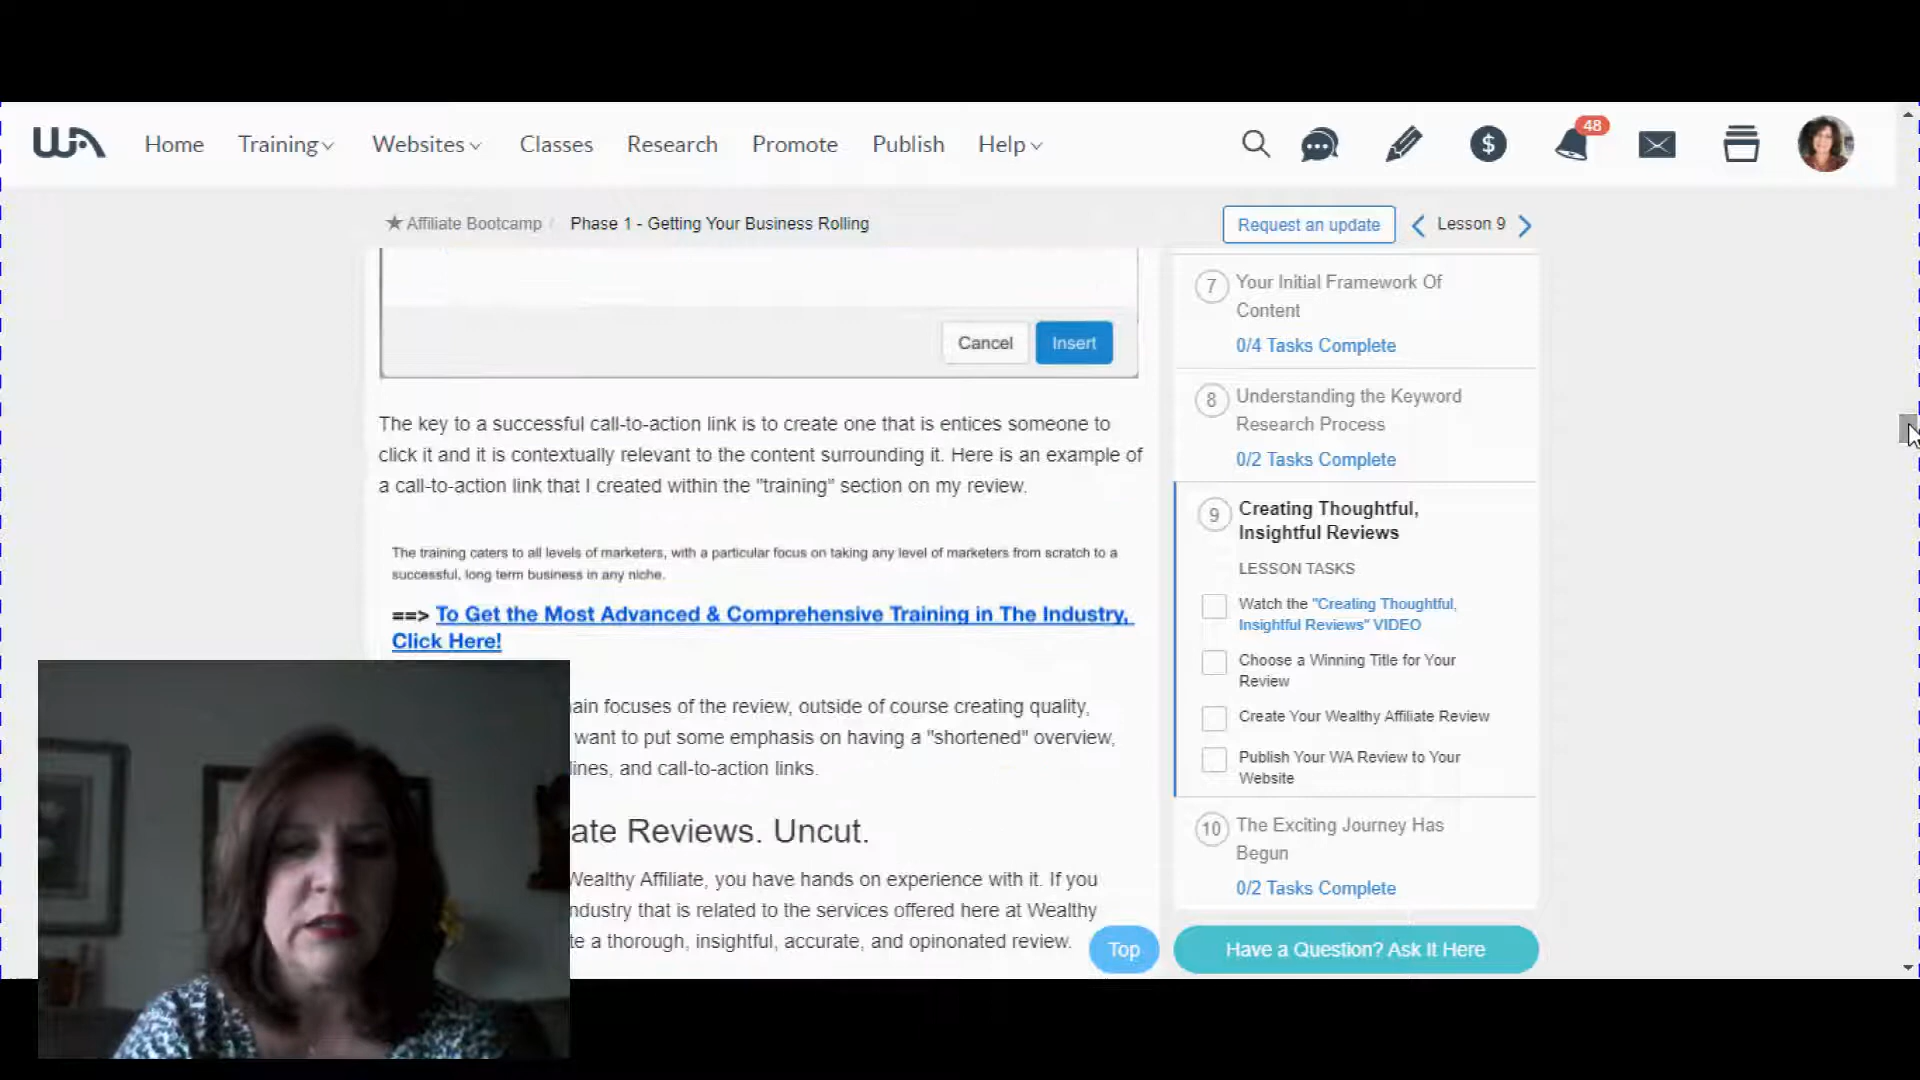 WA Home Training Websites Classes Research Promote Publish Help 48
Affiliate Bootcamp / Phase 1 - Getting Your Business Rolling
Request an update Lesson 9
Cancel Insert
The key to a successful call-to-action link is to create one that is entices someone to
click it and it is contextually relevant to the content surrounding it. Here is an example of
a call-to-action link that I created within the "training" section on my review.
The training caters to all levels of marketers, with a particular focus on taking any level of marketers from scratch to a
successful, long term business in any niche.
==> To Get the Most Advanced & Comprehensive Training in The Industry,
Click Here!
focuses of the review, outside of course creating quality,
want to put some emphasis on having a "shortened" overview,
and call-to-action links.
Reviews. Uncut.
Wealthy Affiliate, you have hands on experience with it. If you
that is related to the services offered here at Wealthy
a thorough, insightful, accurate, and opinonated review.
Top
7 Your Initial Framework Of
Content
0/4 Tasks Complete
8 Understanding the Keyword
Research Process
0/2 Tasks Complete
9 Creating Thoughtful,
Insightful Reviews
LESSON TASKS
Watch the "Creating Thoughtful,
Insightful Reviews" VIDEO
Choose a Winning Title for Your
Review
Create Your Wealthy Affiliate Review
Publish Your WA Review to Your
Website
10 The Exciting Journey Has
Begun
0/2 Tasks Complete
Have a Question? Ask It Here